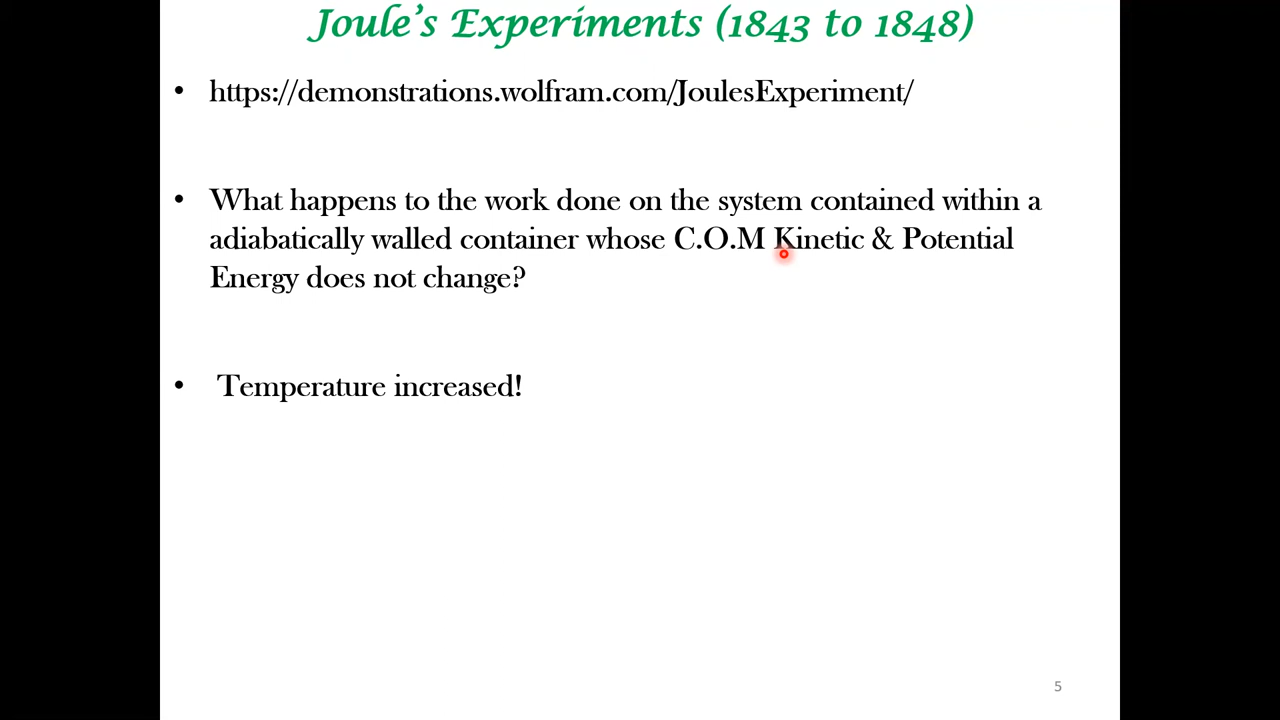 Joule's Experiments (1843 to 1848)
• https://demonstrations.wolfram.com/JoulesExperiment/
• What happens to the work done on the system contained within a
adiabatically walled container whose C.O.M Kinetic & Potential
Energy does not change?
• Temperature increased!
5